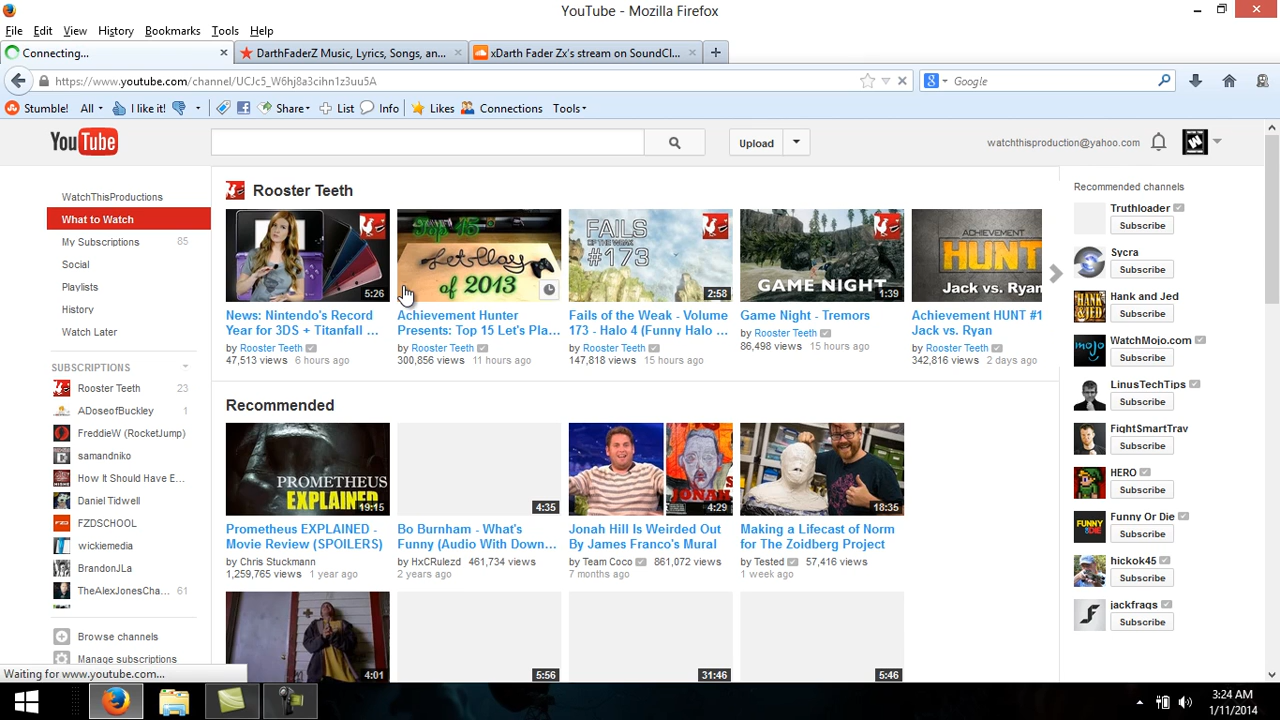 YouTube - Mozilla Firefox
File Edit View History Bookmarks Tools Help
Connecting... DarthFaderZ Music, Lyrics, Songs, an... xDarth Fader Zx's stream on SoundCl...
https://www.youtube.com/channel/UCJc5_W6hj8a3cihn1z3uu5A Google
Stumble! All I like it! Share List Info Likes Connections Tools
YouTube Upload watchthisproduction@yahoo.com
WatchThisProductions
What to Watch
My Subscriptions 85
Social
Playlists
History
Watch Later
SUBSCRIPTIONS
Rooster Teeth 23
ADoseofBuckley 1
FreddieW (RocketJump)
samandniko
How It Should Have E...
Daniel Tidwell
FZDSCHOOL
wickiemedia
BrandonJLa
TheAlexJonesCha... 61
Browse channels
Manage subscriptions
Waiting for www.youtube.com...
Rooster Teeth
5:26
News: Nintendo's Record
Year for 3DS + Titanfall ...
by Rooster Teeth
47,513 views 6 hours ago
Top 15
Let's Play
of 2013
Achievement Hunter
Presents: Top 15 Let's Pla...
by Rooster Teeth
300,856 views 11 hours ago
FAILS
OF THE WEAK
#173
2:58
Fails of the Weak - Volume
173 - Halo 4 (Funny Halo ...
by Rooster Teeth
147,818 views 15 hours ago
GAME NIGHT
1:39
Game Night - Tremors
by Rooster Teeth
86,498 views 15 hours ago
ACHIEVEMENT
HUNT
Jack vs. Ryan
Achievement HUNT #1
Jack vs. Ryan
by Rooster Teeth
342,816 views 2 days ago
Recommended
PROMETHEUS
EXPLAINED
19:15
Prometheus EXPLAINED -
Movie Review (SPOILERS)
by Chris Stuckmann
1,259,765 views 1 year ago
4:35
Bo Burnham - What's
Funny (Audio With Down...
by HxCRulezd 461,734 views
2 years ago
JONAH
4:29
Jonah Hill Is Weirded Out
By James Franco's Mural
by Team Coco 861,072 views
7 months ago
18:35
Making a Lifecast of Norm
for The Zoidberg Project
by Tested 57,416 views
1 week ago
4:01
5:56
31:46
5:46
Recommended channels
Truthloader
Subscribe
Sycra
Subscribe
Hank and Jed
Subscribe
mojo
WatchMojo.com
Subscribe
LinusTechTips
Subscribe
FightSmartTrav
Subscribe
HERO
Subscribe
FUNNY
OR DIE
Funny Or Die
Subscribe
hickok45
Subscribe
jackfrags
Subscribe
3:24 AM
1/11/2014